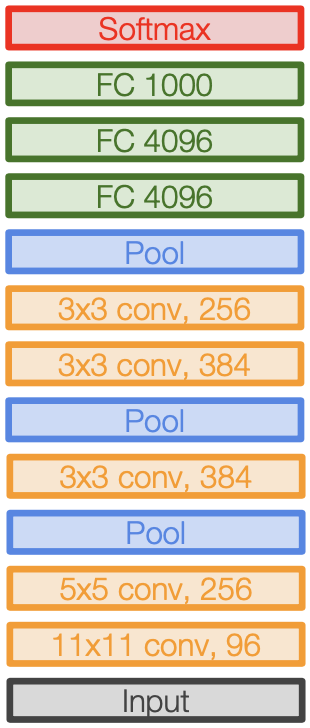 Softmax
FC 1000
FC 4096
FC 4096
Pool
3x3 conv, 256
3x3 conv, 384
Pool
3x3 conv, 384
Pool
5x5 conv, 256
11x11 conv, 96
Input